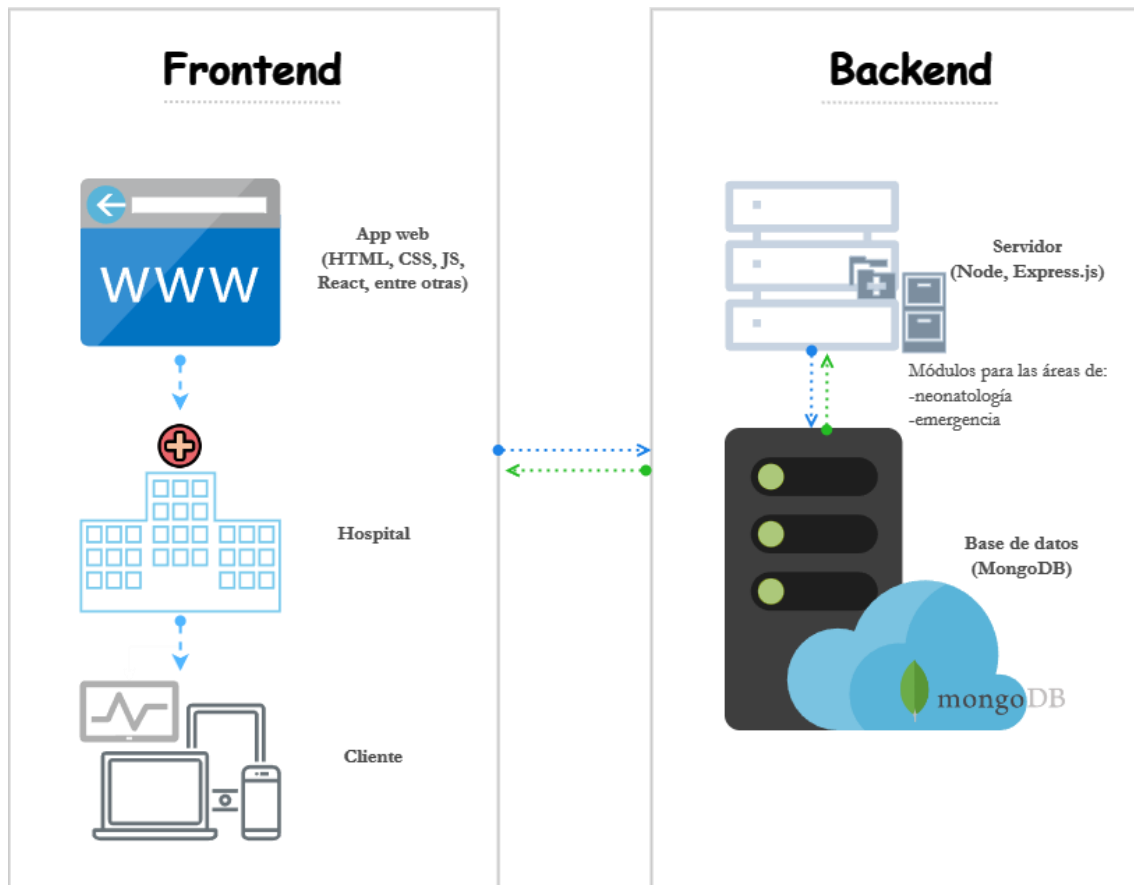 Frontend
WWW
App web
(HTML, CSS, JS,
React, entre otras)
Hospital
Cliente
Backend
Servidor
(Node, Express.js)
Módulos para las áreas de:
-neonatología
-emergencia
Base de datos
(MongoDB)
mongoDB